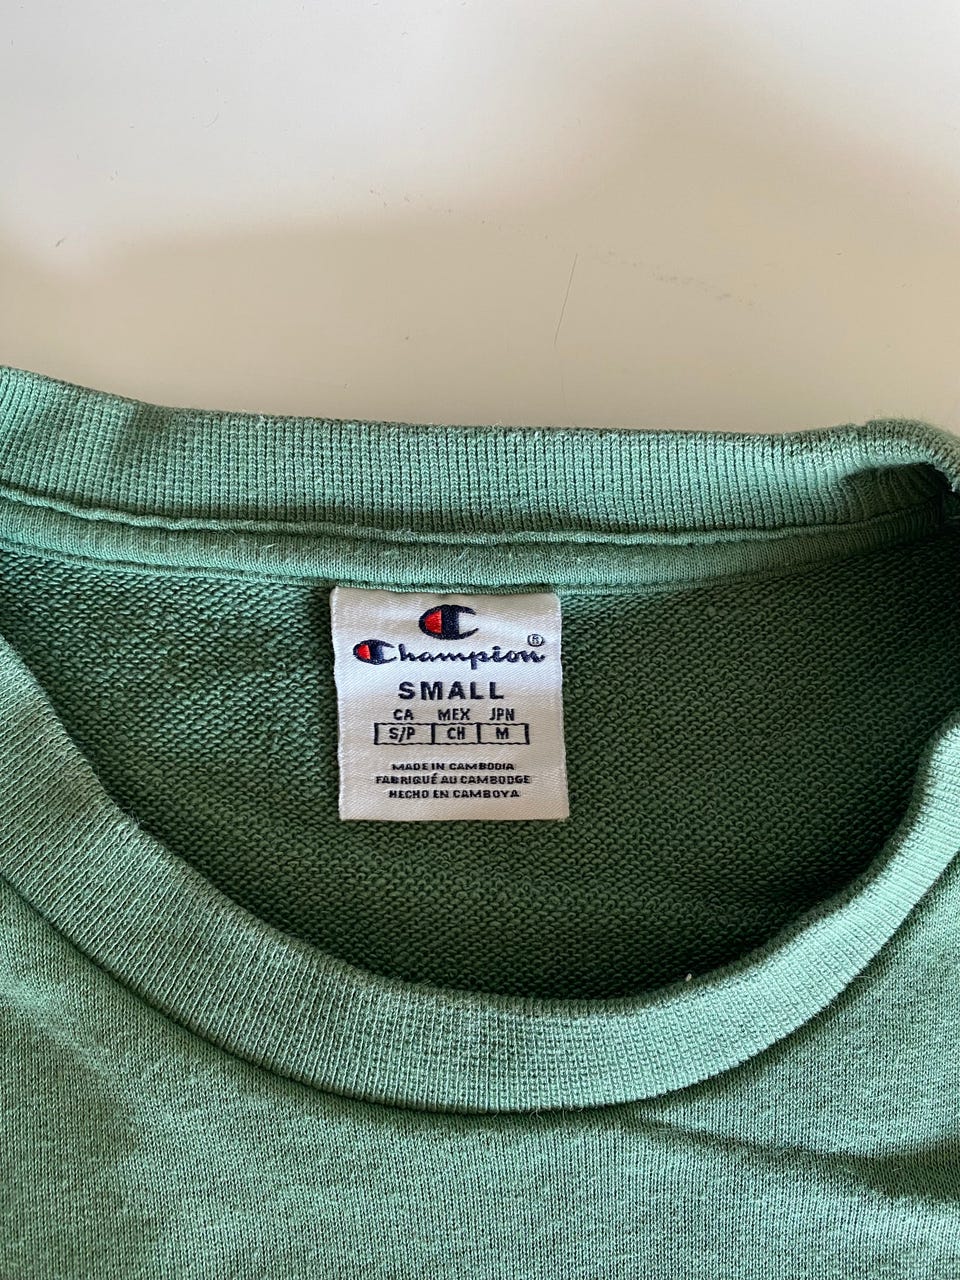 Champion®
SMALL
CA MEX JPN
S/P CH M
MADE IN CAMBODIA
FABRIQUÉ AU CAMBODGE
HECHO EN CAMBOYA